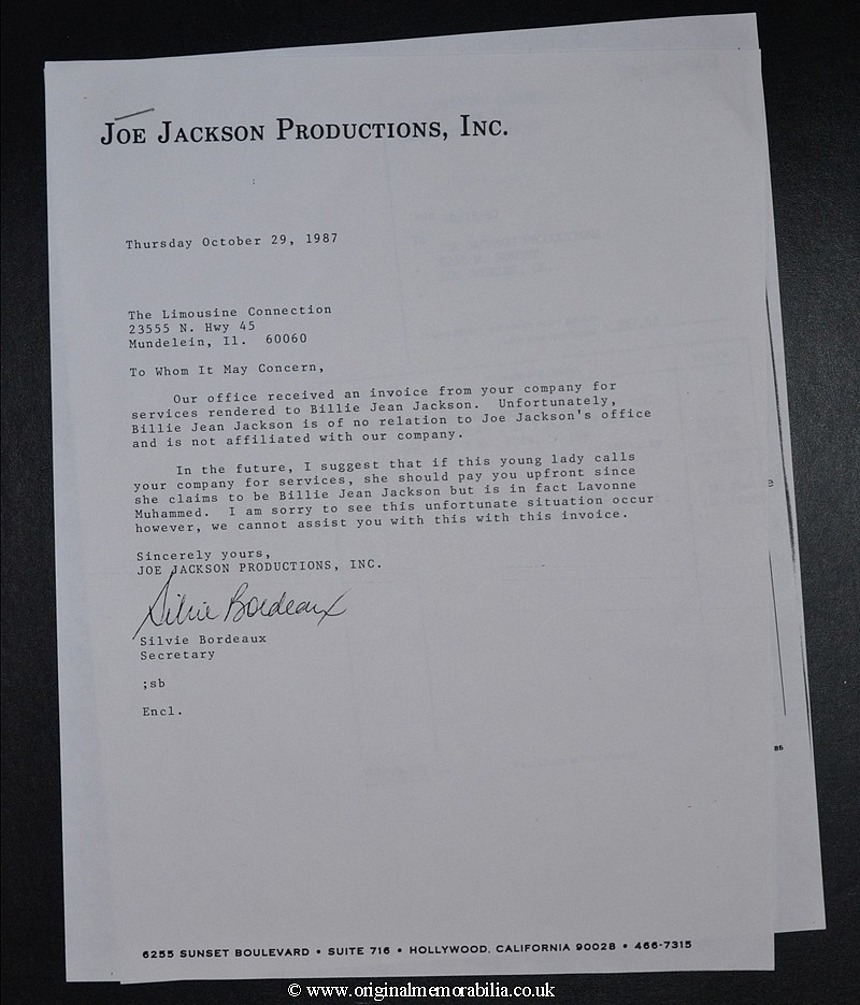 JOE JACKSON PRODUCTIONS, INC.
Thursday October 29, 1987
The Limousine Connection
23555 N. Hwy 45
Mundelein, Il. 60060
To Whom It May Concern,
Our office received an invoice from your company for
services rendered to Billie Jean Jackson. Unfortunately,
Billie Jean Jackson is of no relation to Joe Jackson's office
and is not affiliated with our company.
In the future, I suggest that if this young lady calls
your company for services, she should pay you upfront since
she claims to be Billie Jean Jackson but is in fact Lavonne
Muhammed. I am sorry to see this unfortunate situation occur
however, we cannot assist you with this with this invoice.
Sincerely yours,
JOE JACKSON PRODUCTIONS, INC.
Silvie Bordeaux
Silvie Bordeaux
Secretary
;sb
Encl.
6255 SUNSET BOULEVARD • SUITE 716 • HOLLYWOOD, CALIFORNIA 90028 • 466-7315
© www.originalmemorabilia.co.uk